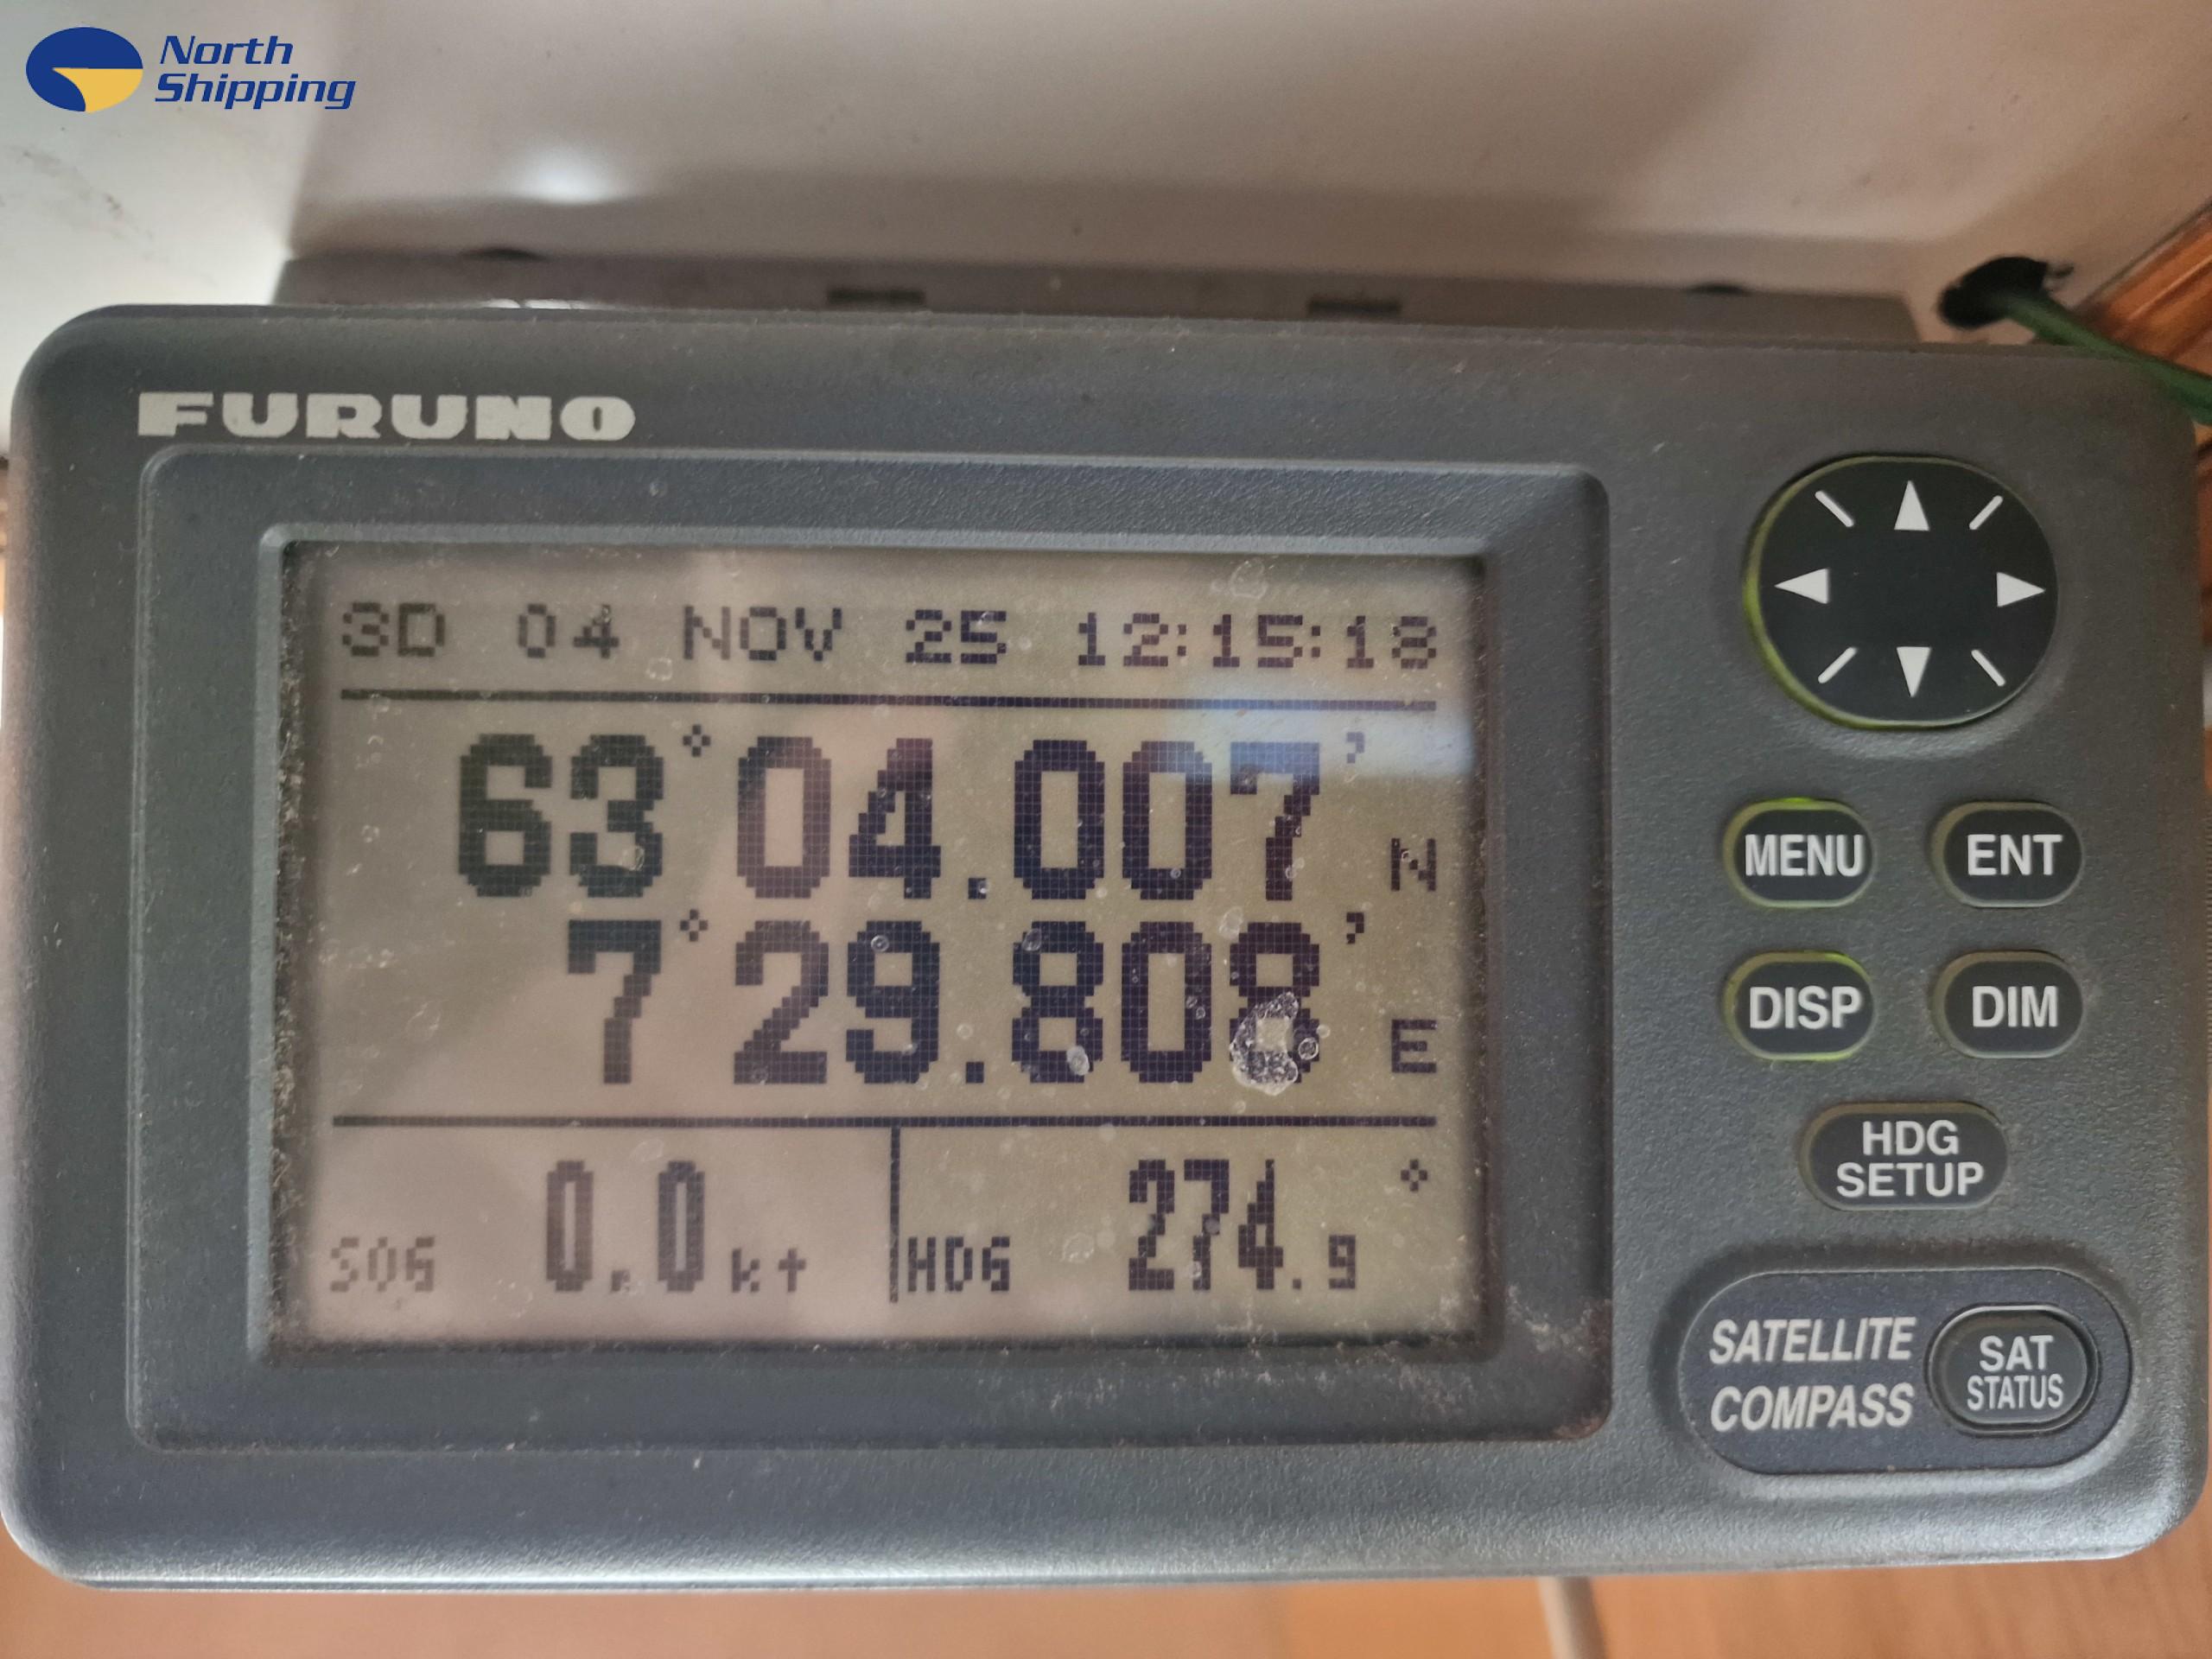 North
Shipping
FURUNO
3D 04 NOV 25 12:15:18
63°04.007' N
7°29.808' E
SOG 0.0 kt HDG 274.9°
MENU ENT
DISP DIM
HDG
SETUP
SATELLITE
COMPASS
SAT
STATUS